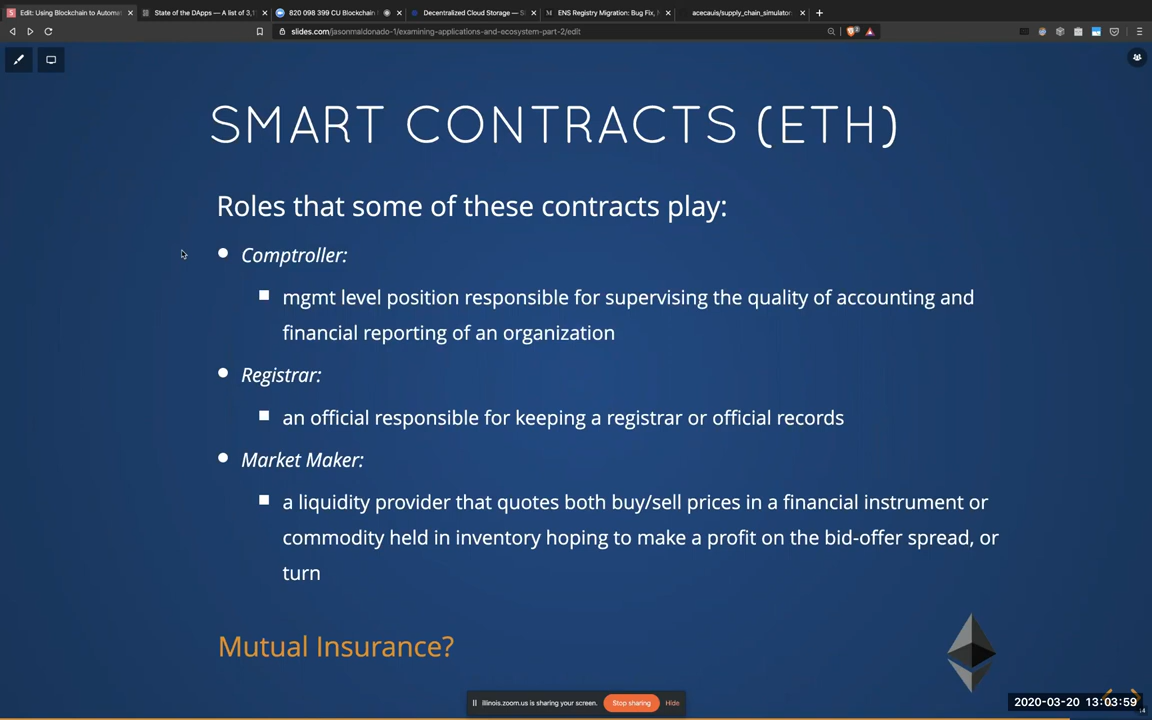 Edit: Using Blockchain to Automat
State of the DApps — A list of 3,1
820 098 399 CU Blockchain
Decentralized Cloud Storage — S
ENS Registry Migration: Bug Fix,
acecauis/supply_chain_simulator
slides.com/jasonmaldonado-1/examining-applications-and-ecosystem-part-2/edit
SMART CONTRACTS (ETH)
Roles that some of these contracts play:
Comptroller:
mgmt level position responsible for supervising the quality of accounting and
financial reporting of an organization
Registrar:
an official responsible for keeping a registrar or official records
Market Maker:
a liquidity provider that quotes both buy/sell prices in a financial instrument or
commodity held in inventory hoping to make a profit on the bid-offer spread, or
turn
Mutual Insurance?
illinois.zoom.us is sharing your screen.
Stop sharing
Hide
2020-03-20 13:03:59